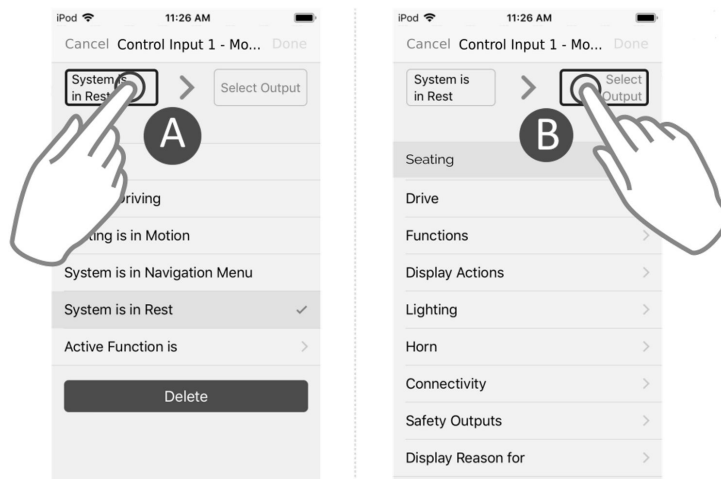 iPod 11:26 AM
Cancel Control Input 1 - Mo... Done
System is
in Rest
Select Output
A
riving
ing is in Motion
System is in Navigation Menu
System is in Rest
Active Function is
Delete
iPod 11:26 AM
Cancel Control Input 1 - Mo... Done
System is
in Rest
Select
Output
B
Seating
Drive
Functions
Display Actions
Lighting
Horn
Connectivity
Safety Outputs
Display Reason for